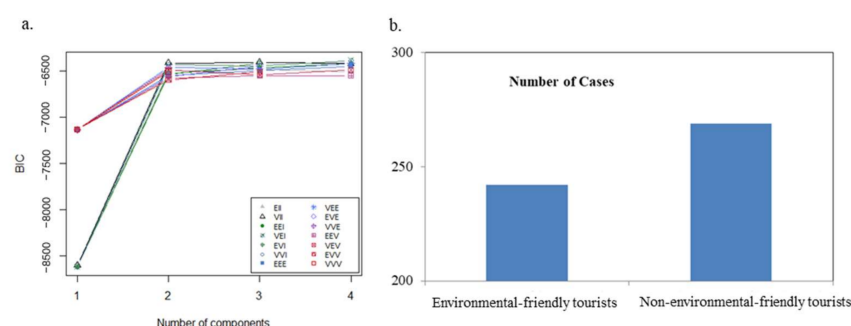 a.
BIC
-6500
-7000
-7500
-8000
-8500
1
2
3
4
Number of components
EII
VII
EEI
VEI
EVI
VVI
EEE
VEE
EVE
VVE
EEV
VEV
EVV
VVV
b.
300
250
200
Number of Cases
Environmental-friendly tourists
Non-environmental-friendly tourists